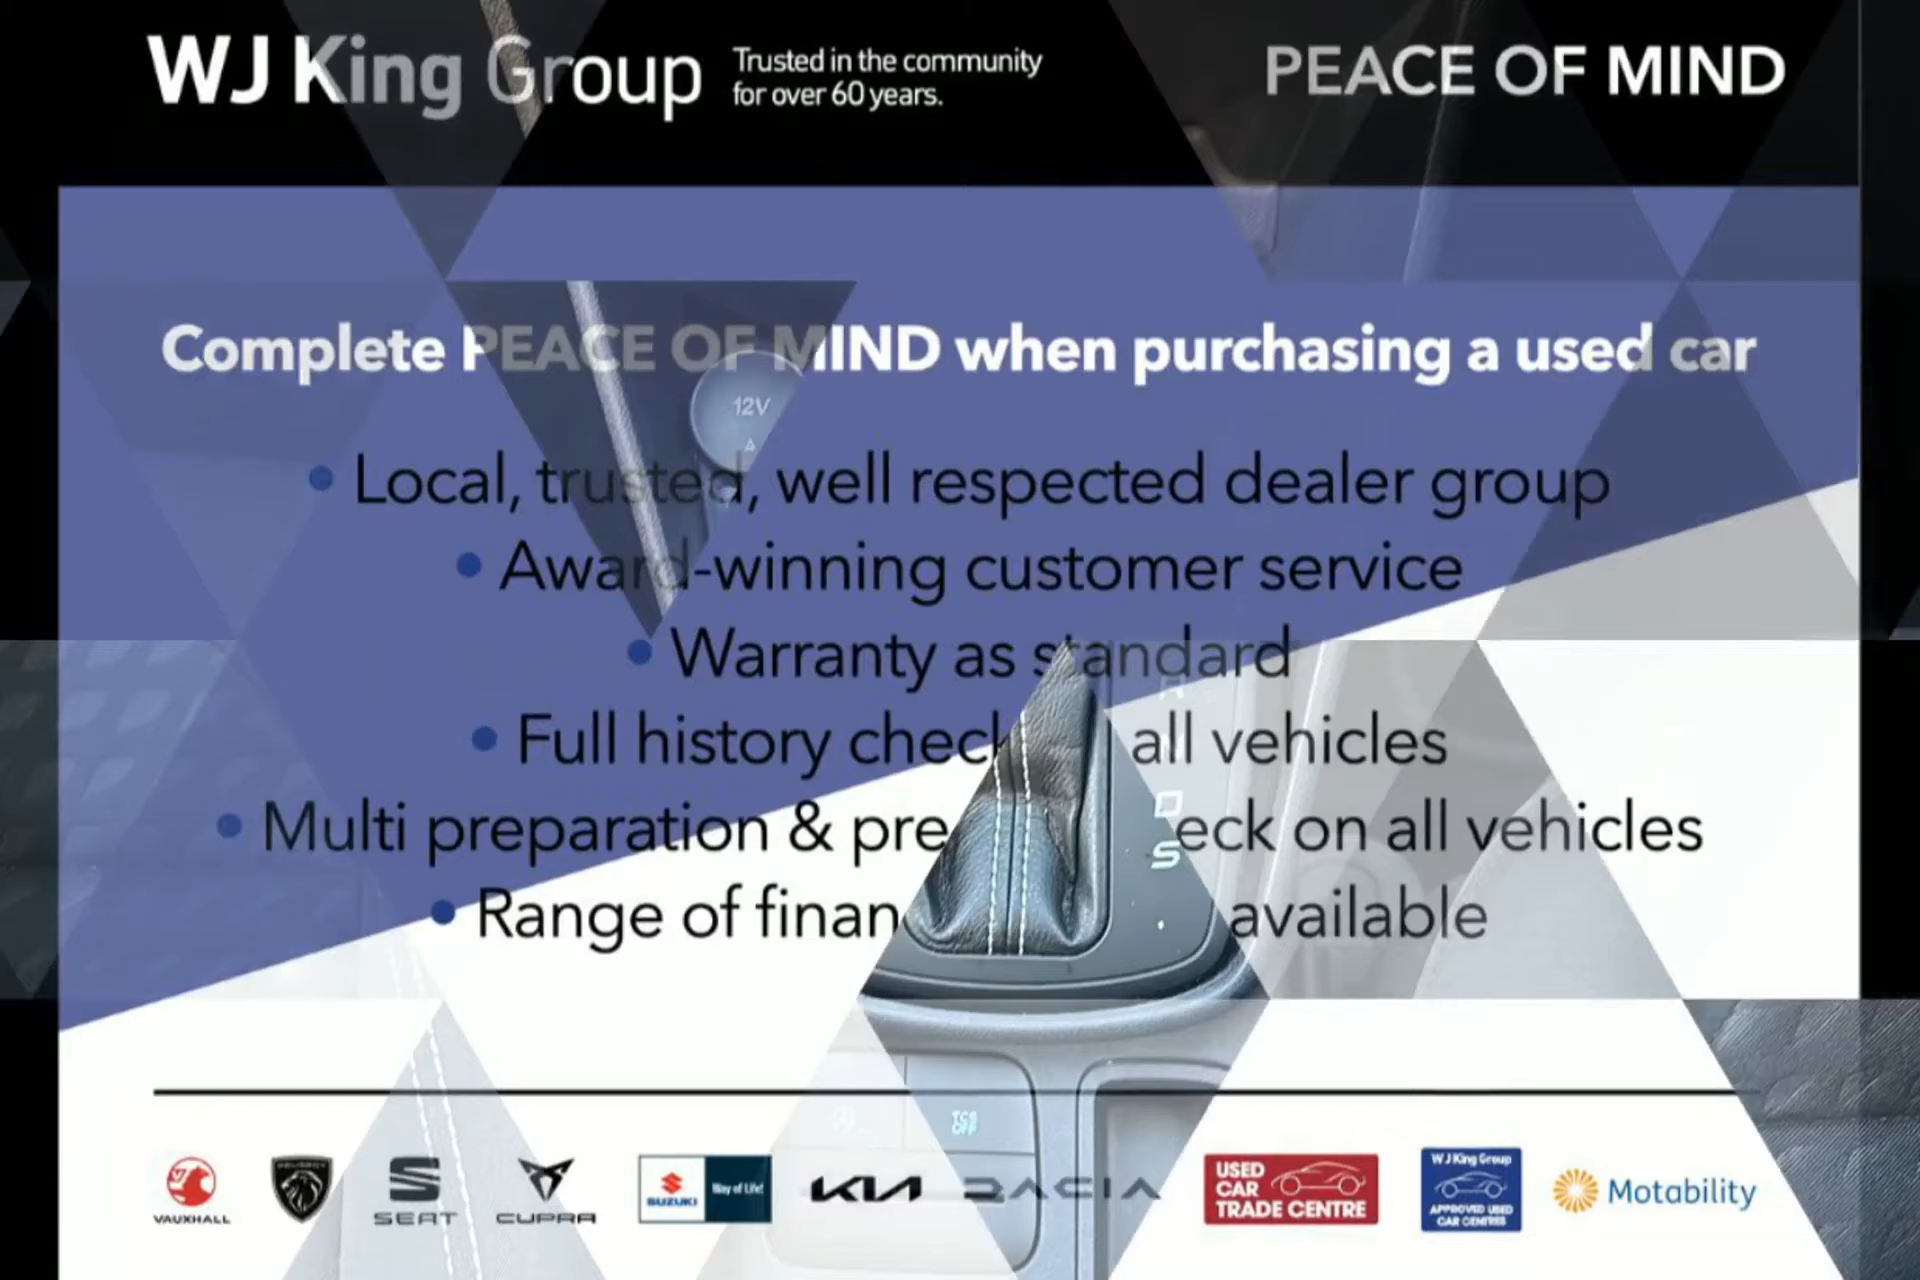 WJ King Group
Trusted in the community
for over 60 years.
PEACE OF MIND
Complete PEACE OF MIND when purchasing a used car
12V
• Local, trusted, well respected dealer group
• Award-winning customer service
• Warranty as standard
• Full history check all vehicles
• Multi preparation & pre eck on all vehicles
• Range of finan available
D
S
TCS
OFF
VAUXHALL
PEUGEOT
SEAT
CUPRA
SUZUKI
Way of Life!
KIA
DACIA
USED
CAR
TRADE CENTRE
WJ King Group
APPROVED USED
CAR CENTRES
Motability